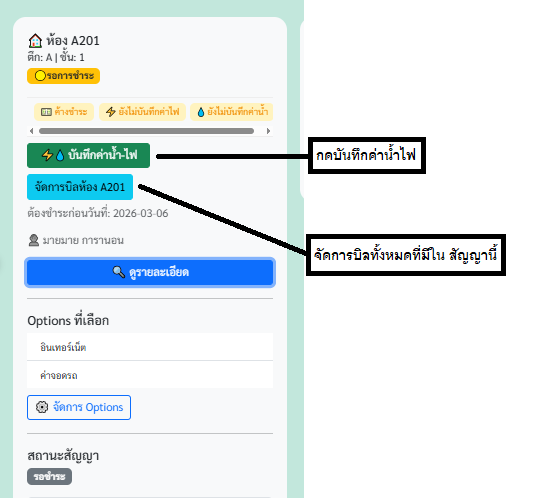 ห้อง A201
ตึก: A | ชั้น: 1
รอการชำระ
ค้างชำระ ยังไม่บันทึกค่าไฟ ยังไม่บันทึกค่าน้ำ
บันทึกค่าน้ำ-ไฟ
กดบันทึกค่าน้ำไฟ
จัดการบิลห้อง A201
ต้องชำระก่อนวันที่: 2026-03-06
มายมาย การานอน
จัดการบิลทั้งหมดที่มีใน สัญญานี้
ดูรายละเอียด
Options ที่เลือก
อินเทอร์เน็ต
ค่าจอดรถ
จัดการ Options
สถานะสัญญา
รอชำระ